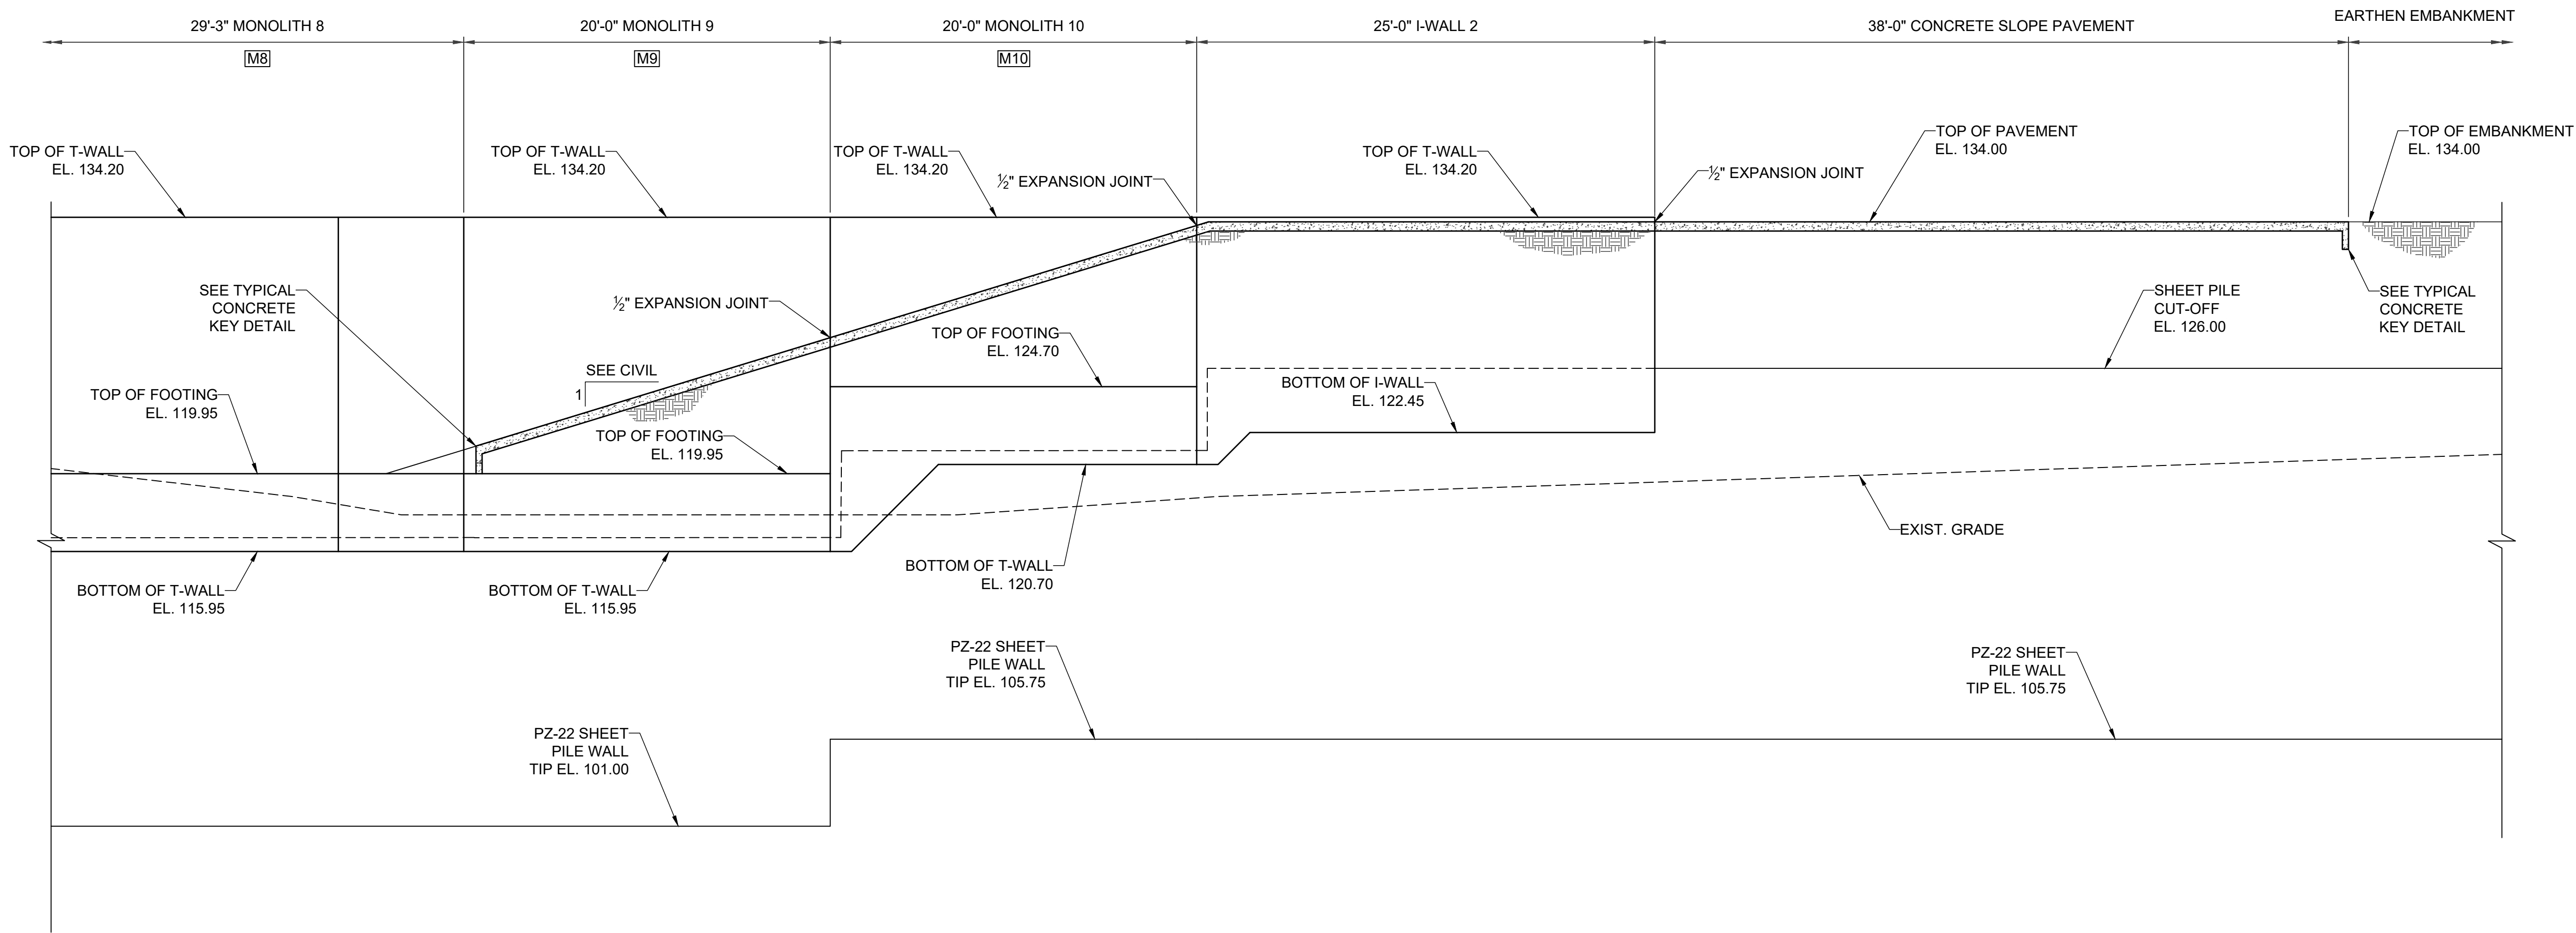 29'-3" MONOLITH 8
20'-0" MONOLITH 9
20'-0" MONOLITH 10
25'-0" I-WALL 2
38'-0" CONCRETE SLOPE PAVEMENT
EARTHEN EMBANKMENT
M8
M9
M10
TOP OF T-WALL
EL. 134.20
TOP OF T-WALL
EL. 134.20
TOP OF T-WALL
EL. 134.20
½" EXPANSION JOINT
TOP OF T-WALL
EL. 134.20
½" EXPANSION JOINT
TOP OF PAVEMENT
EL. 134.00
TOP OF EMBANKMENT
EL. 134.00
SEE TYPICAL
CONCRETE
KEY DETAIL
½" EXPANSION JOINT
TOP OF FOOTING
EL. 124.70
SHEET PILE
CUT-OFF
EL. 126.00
SEE TYPICAL
CONCRETE
KEY DETAIL
SEE CIVIL
1
BOTTOM OF I-WALL
EL. 122.45
TOP OF FOOTING
EL. 119.95
TOP OF FOOTING
EL. 119.95
EXIST. GRADE
BOTTOM OF T-WALL
EL. 115.95
BOTTOM OF T-WALL
EL. 115.95
BOTTOM OF T-WALL
EL. 120.70
PZ-22 SHEET
PILE WALL
TIP EL. 105.75
PZ-22 SHEET
PILE WALL
TIP EL. 105.75
PZ-22 SHEET
PILE WALL
TIP EL. 101.00